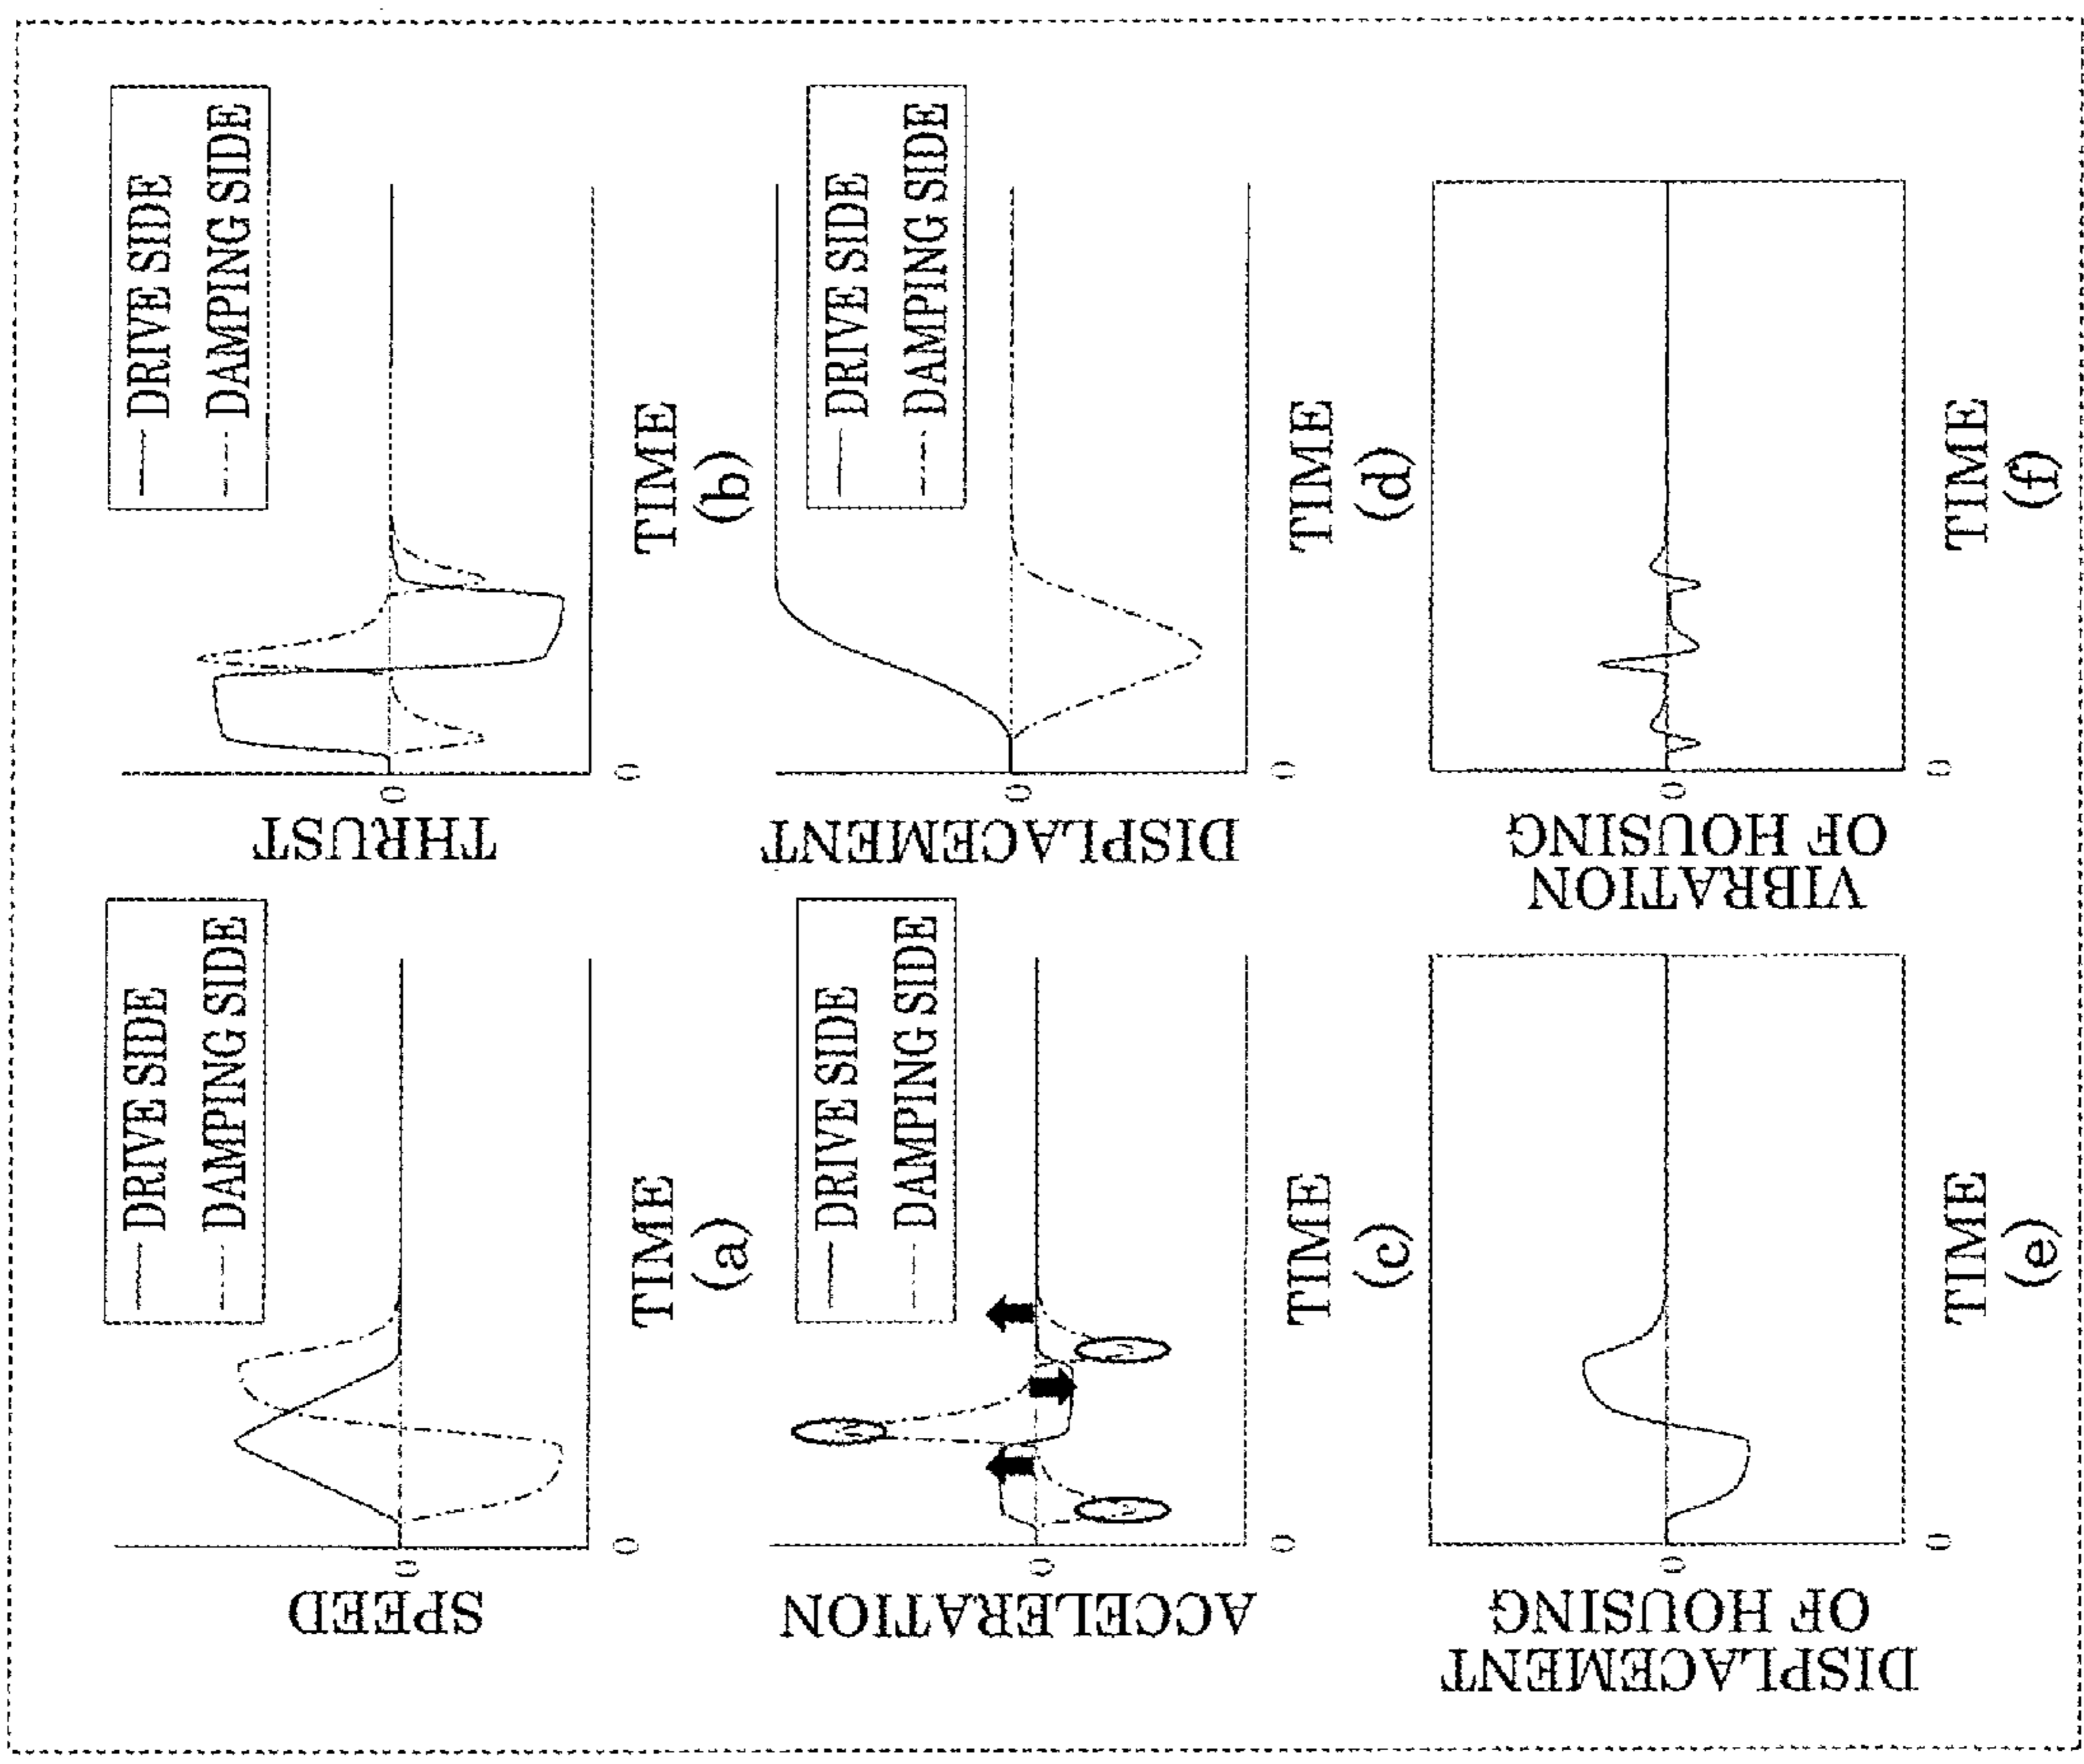 SPEED
0
DRIVE SIDE
DAMPING SIDE
0
TIME
(a)
THRUST
0
DRIVE SIDE
DAMPING SIDE
0
TIME
(b)
ACCELERATION
0
DRIVE SIDE
DAMPING SIDE
0
TIME
(c)
DISPLACEMENT
0
DRIVE SIDE
DAMPING SIDE
0
TIME
(d)
DISPLACEMENT
OF HOUSING
0
0
TIME
(e)
VIBRATION
OF HOUSING
0
0
TIME
(f)